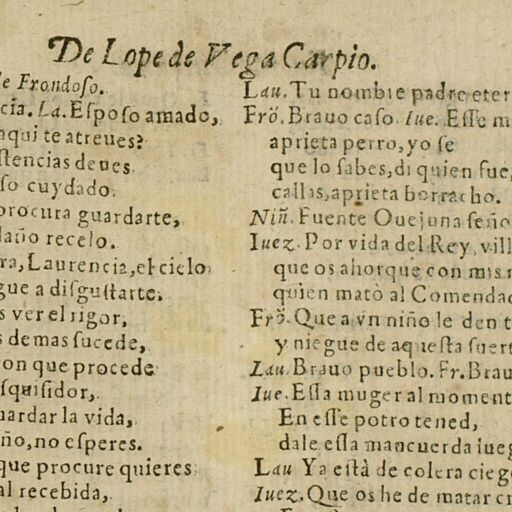 De Lope de Vega Carpio.
le Frondoso.
cia. La. Esposo amado,
aqui te atreues?
stencias deues
so cuydado.
procura guardarte,
daño recelo.
ra, Laurencia, el cielo
gue a disgustarte.
s ver el rigor,
s demas sucede,
on que procede
squisidor,
uardar la vida,
ño, no esperes.
que procure quieres
al recebida,
Lau. Tu nombre padre eter
Frõ. Brauo caso. Iue. Esse m
aprieta perro, yo se
que lo sabes, di quien fue,
callas, aprieta borracho.
Niñ. Fuente Ouejuna seño
Iuez. Por vida del Rey, vill
que os ahorque con mis m
quien matò al Comendad
Frõ. Que a vn niño le den t
y niegue de aquesta suert
Lau. Brauo pueblo. Fr. Brau
Iue. Essa muger al moment
En esse potro tened,
dale essa mancuerda lueg
Lau Ya està de colera cieg
Iuez. Que os he de matar cr